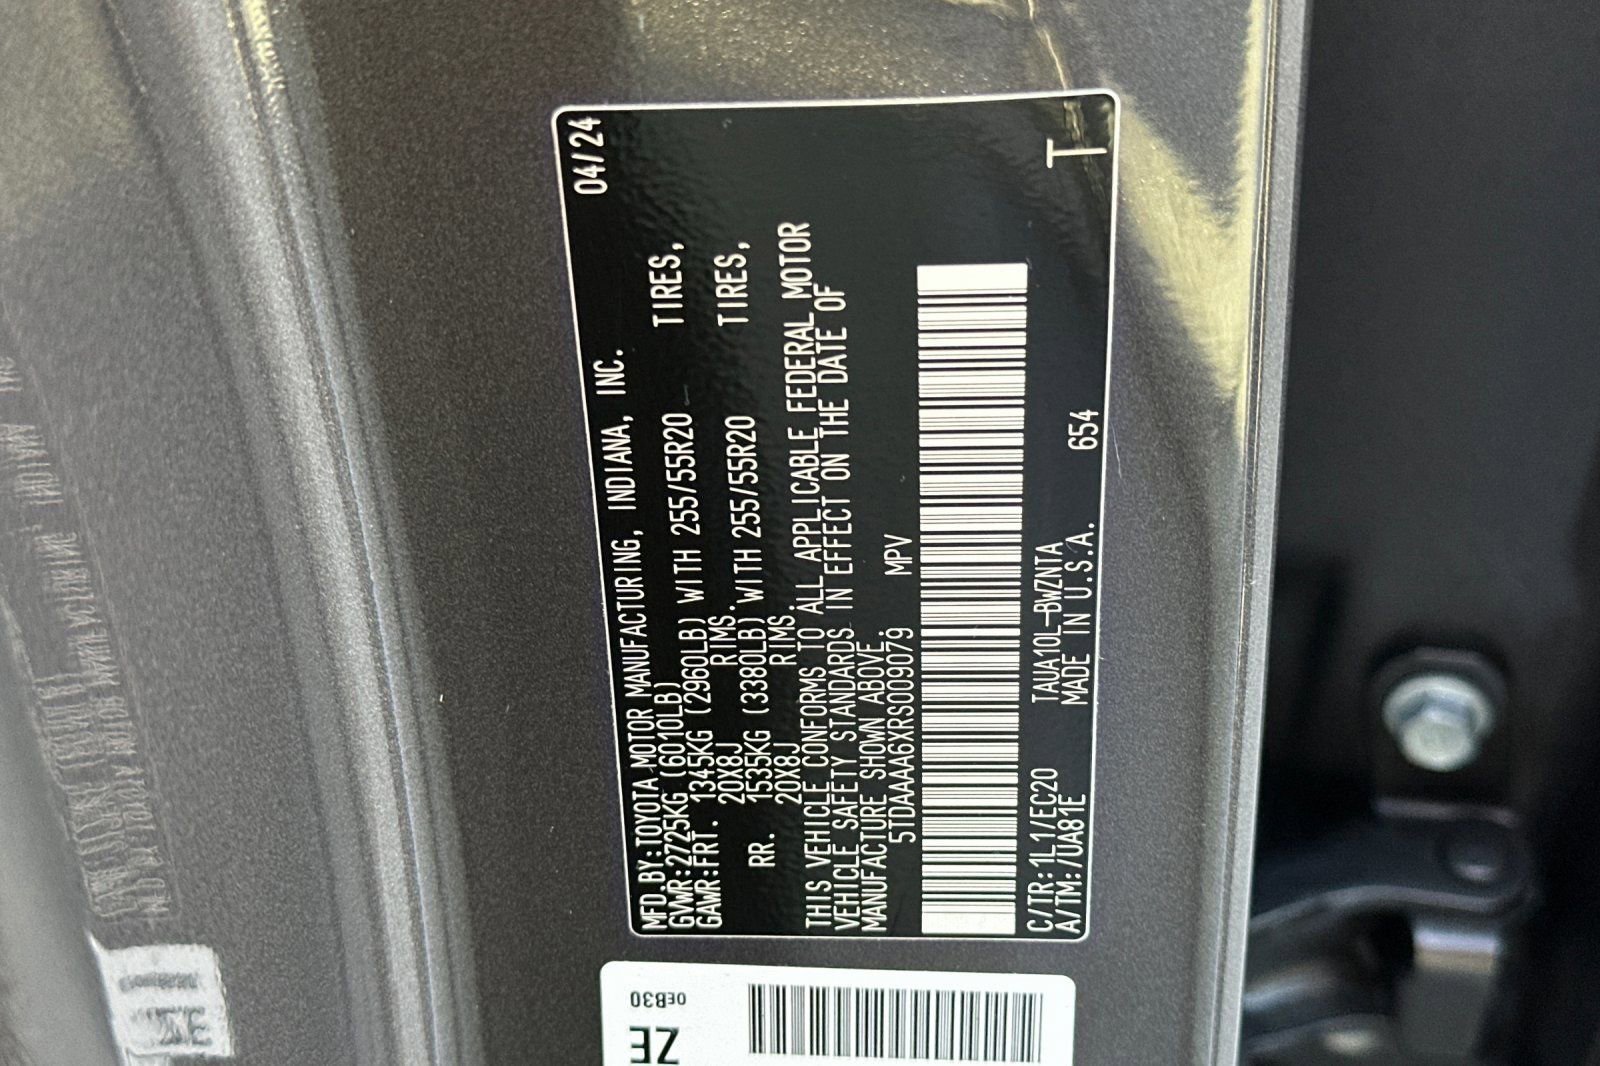 04/24
MFD.BY:TOYOTA MOTOR MANUFACTURING, INDIANA, INC.
GVWR:2725KG (6010LB)
GAWR:FRT. 1345KG (2960LB) WITH 255/55R20 TIRES,
20X8J RIMS.
RR. 1535KG (3380LB) WITH 255/55R20 TIRES,
20X8J RIMS.
THIS VEHICLE CONFORMS TO ALL APPLICABLE FEDERAL MOTOR
VEHICLE SAFETY STANDARDS IN EFFECT ON THE DATE OF
MANUFACTURE SHOWN ABOVE.
5TDAAAA6XRS009079 MPV
C/TR:1L1/EC20 TAUA10L-BWZNTA 654
A/TM:/UA81E MADE IN U.S.A.
T
0EB30
ZE